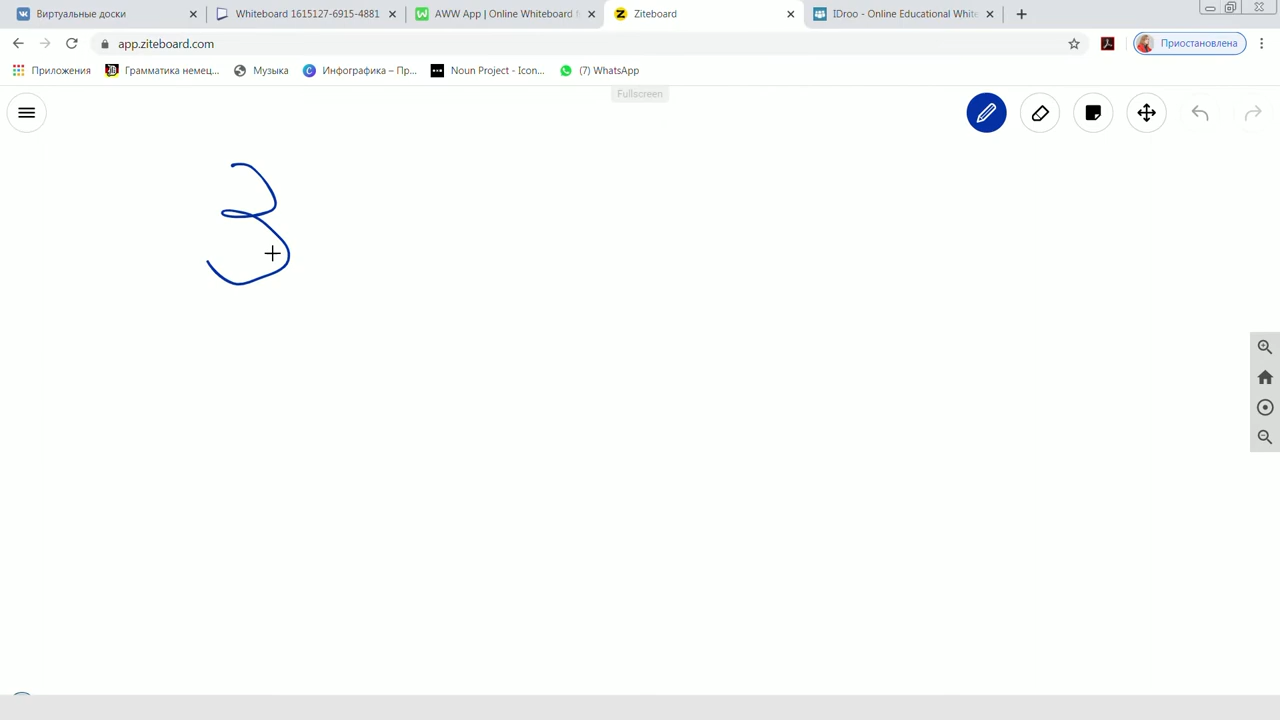 Виртуальные доски
Whiteboard 1615127-6915-4881
AWW App | Online Whiteboard f
Ziteboard
IDroo - Online Educational White
app.ziteboard.com
Приостановлена
Приложения
Грамматика немец...
Музыка
Инфографика – Пр...
Noun Project - Icon...
(7) WhatsApp
Fullscreen
3